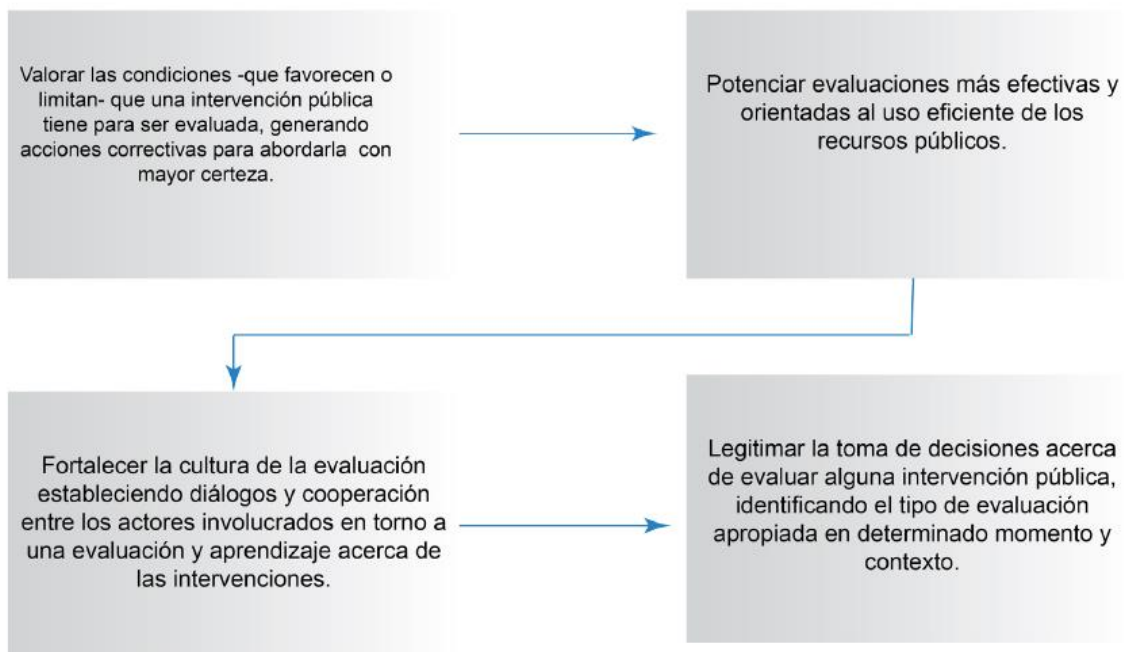 Valorar las condiciones -que favorecen o
limitan- que una intervención pública
tiene para ser evaluada, generando
acciones correctivas para abordarla con
mayor certeza.
Potenciar evaluaciones más efectivas y
orientadas al uso eficiente de los
recursos públicos.
Fortalecer la cultura de la evaluación
estableciendo diálogos y cooperación
entre los actores involucrados en torno a
una evaluación y aprendizaje acerca de
las intervenciones.
Legitimar la toma de decisiones acerca
de evaluar alguna intervención pública,
identificando el tipo de evaluación
apropiada en determinado momento y
contexto.